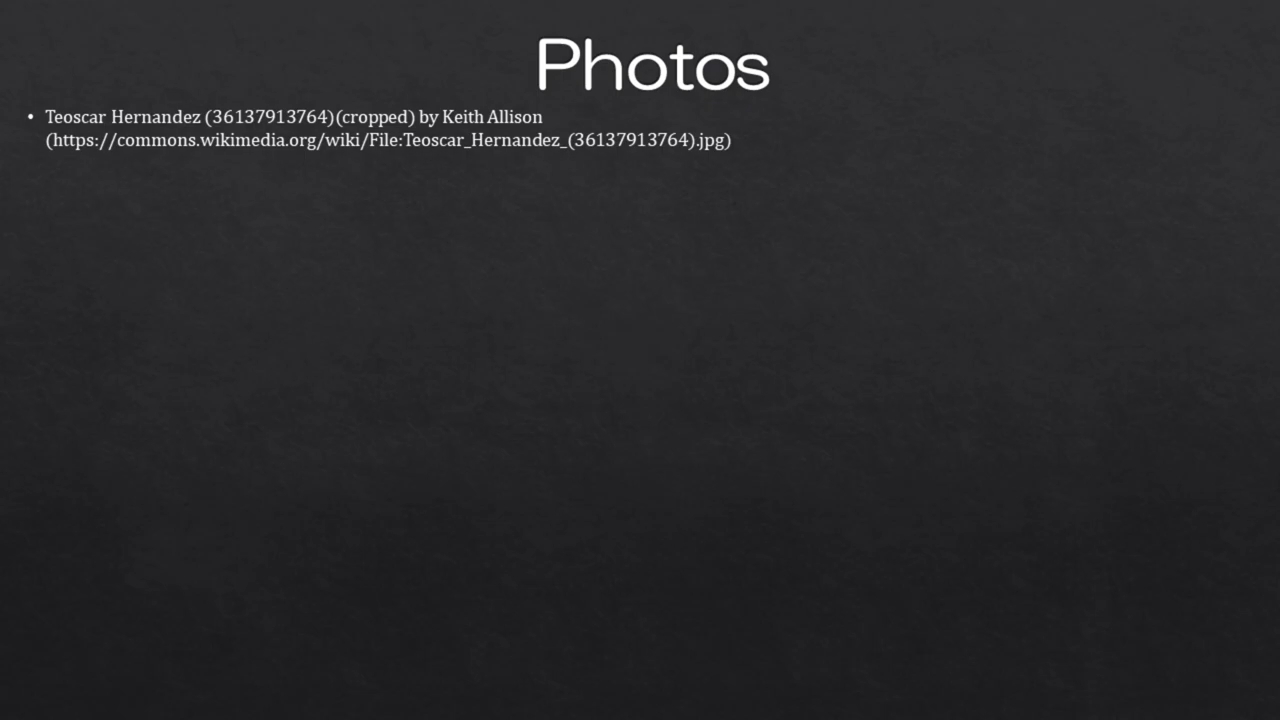 Photos
• Teoscar Hernandez (36137913764)(cropped) by Keith Allison
(https://commons.wikimedia.org/wiki/File:Teoscar_Hernandez_(36137913764).jpg)